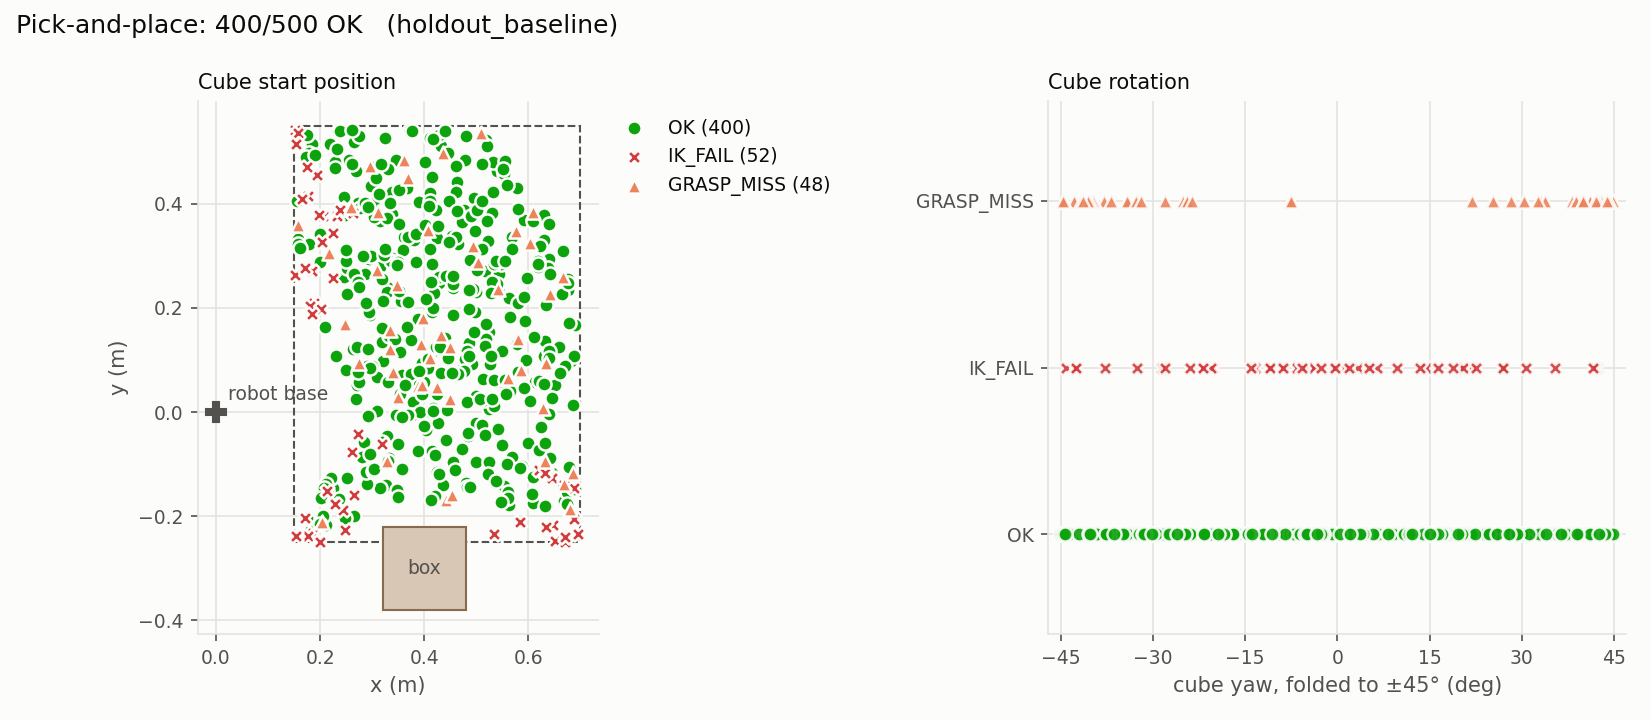 Pick-and-place: 400/500 OK   (holdout_baseline)
Cube start position
y (m)
0.4
0.2
0.0
−0.2
−0.4
robot base
box
0.0
0.2
0.4
0.6
x (m)
OK (400)
IK_FAIL (52)
GRASP_MISS (48)
Cube rotation
GRASP_MISS
IK_FAIL
OK
−45
−30
−15
0
15
30
45
cube yaw, folded to ±45° (deg)